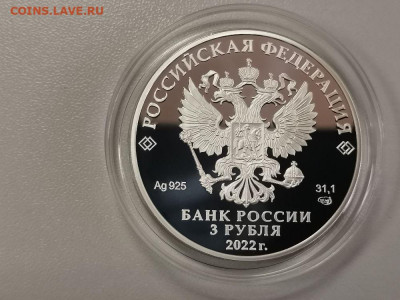 COINS.LAVE.RU
РОССИЙСКАЯ ФЕДЕРАЦИЯ
Ag 925
31,1
БАНК РОССИИ
3 РУБЛЯ
2022 г.